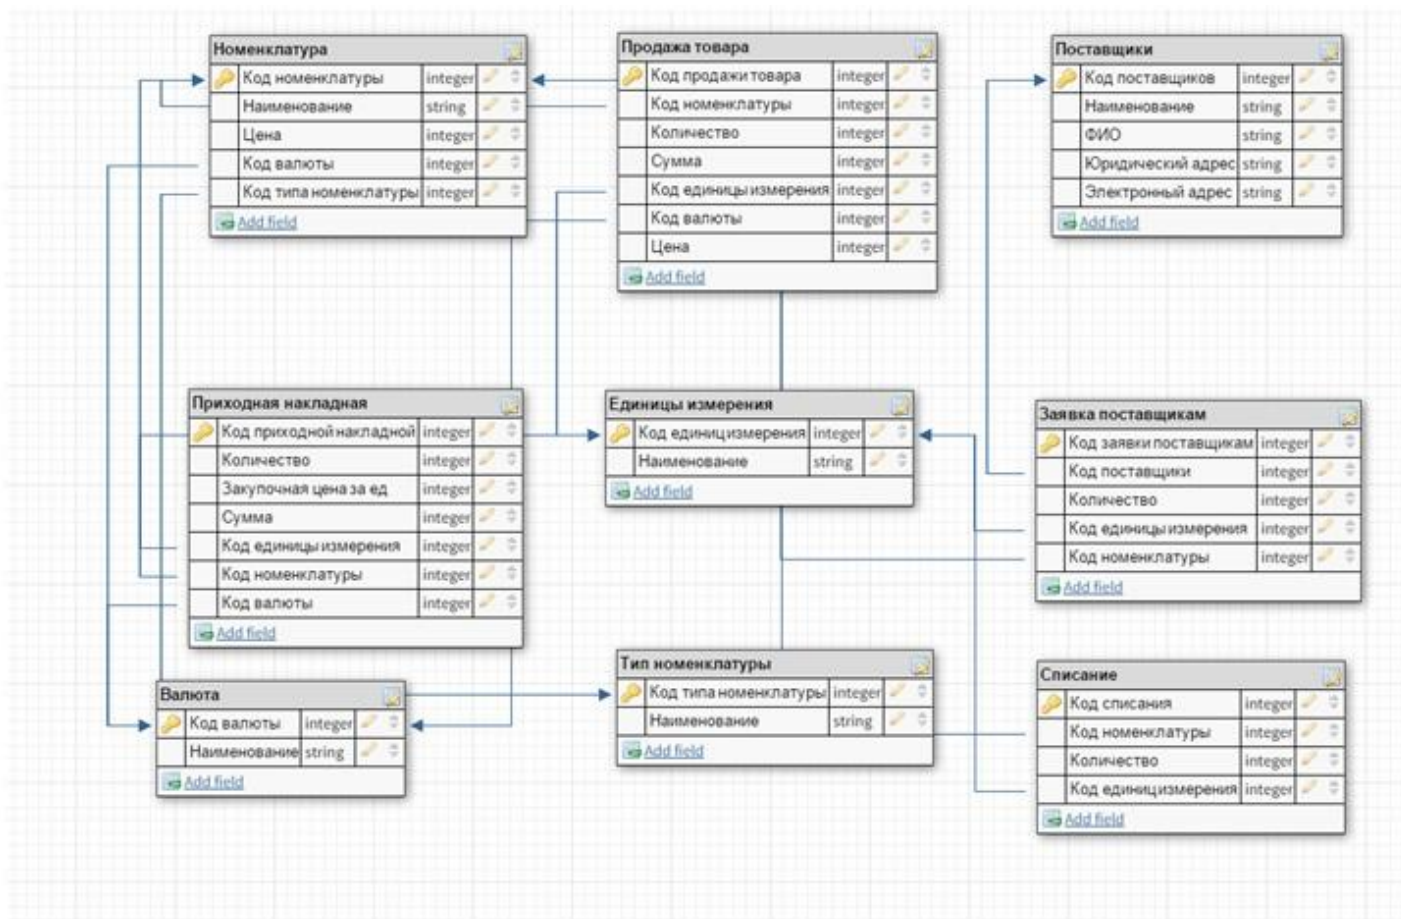 Номенклатура
Код номенклатуры integer
Наименование string
Цена integer
Код валюты integer
Код типа номенклатуры integer
Add field
Продажа товара
Код продажи товара integer
Код номенклатуры integer
Количество integer
Сумма integer
Код единицы измерения integer
Код валюты integer
Цена integer
Add field
Поставщики
Код поставщиков integer
Наименование string
ФИО string
Юридический адрес string
Электронный адрес string
Add field
Приходная накладная
Код приходной накладной integer
Количество integer
Закупочная цена за ед integer
Сумма integer
Код единицы измерения integer
Код номенклатуры integer
Код валюты integer
Add field
Единицы измерения
Код единиц измерения integer
Наименование string
Add field
Заявка поставщикам
Код заявки поставщикам integer
Код поставщики integer
Количество integer
Код единицы измерения integer
Код номенклатуры integer
Add field
Валюта
Код валюты integer
Наименование string
Add field
Тип номенклатуры
Код типа номенклатуры integer
Наименование string
Add field
Списание
Код списания integer
Код номенклатуры integer
Количество integer
Код единиц измерения integer
Add field